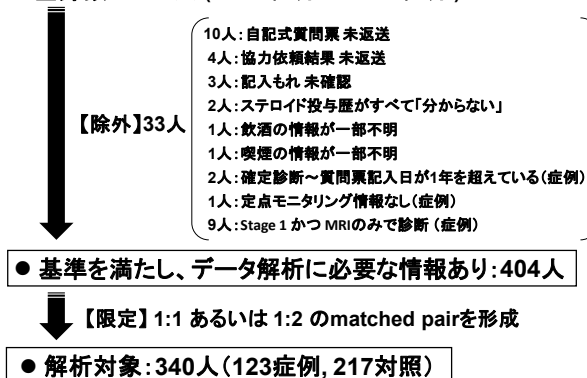 【除外】33人
10人：自記式質問票 未返送
4人：協力依頼結果 未返送
3人：記入もれ 未確認
2人：ステロイド投与歴がすべて「分からない」
1人：飲酒の情報が一部不明
1人：喫煙の情報が一部不明
2人：確定診断～質問票記入日が1年を超えている（症例）
1人：定点モニタリング情報なし（症例）
9人：Stage 1 かつ MRIのみで診断 （症例）
● 基準を満たし、データ解析に必要な情報あり：404人
【限定】 1:1 あるいは 1:2 のmatched pairを形成
● 解析対象：340人（123症例, 217対照）